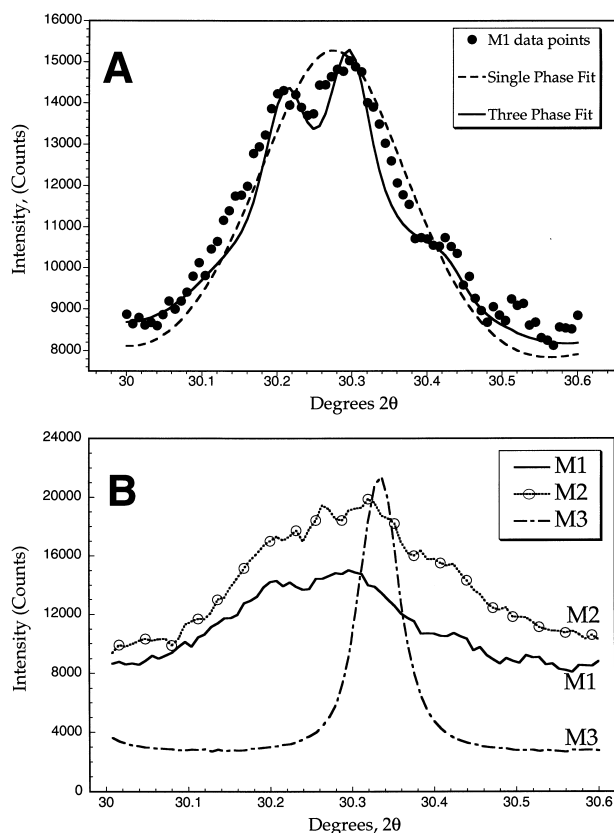 16000
15000
14000
13000
12000
11000
10000
9000
8000
Intensity, (Counts)
A
M1 data points
Single Phase Fit
Three Phase Fit
30
30.1
30.2
30.3
30.4
30.5
30.6
Degrees 2θ
24000
20000
16000
12000
8000
4000
0
Intensity (Counts)
B
M1
M2
M3
M2
M1
M3
30
30.1
30.2
30.3
30.4
30.5
30.6
Degrees, 2θ